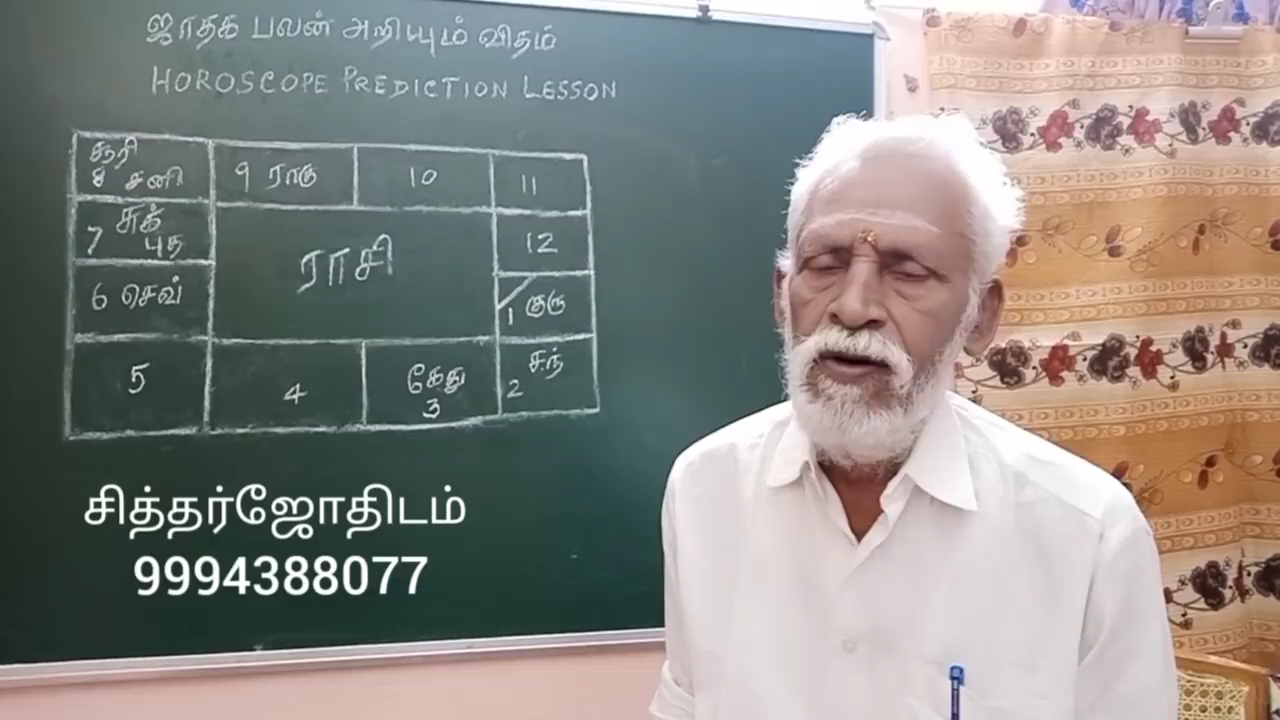 ஜாதக பலன் அறியும் விதம்
HOROSCOPE PREDICTION LESSON
சூரி
8 சனி
9 ராகு
10
11
சுக்
7 புத
ராசி
12
6 செவ்
1 குரு
5
4
கேது
3
சந்
2
சித்தர்ஜோதிடம்
9994388077